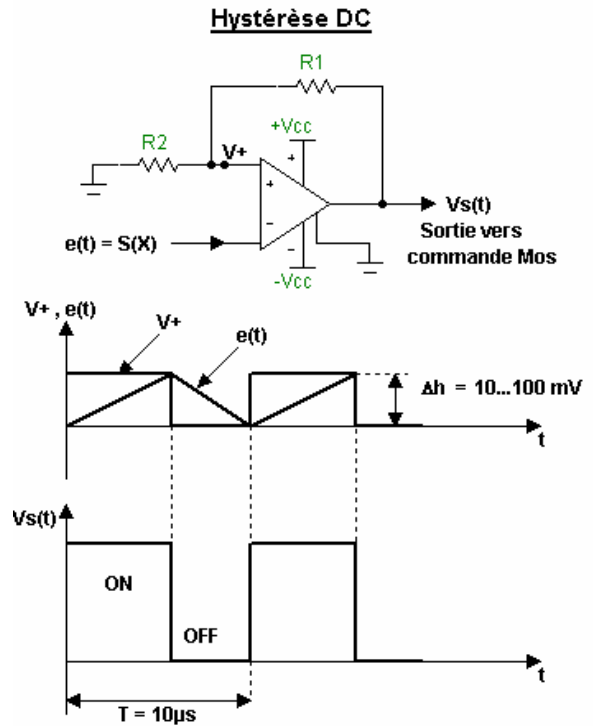 Hystérèse DC
R1
+Vcc
R2
V+
+
+
−
−
e(t) = S(X)
Vs(t)
Sortie vers
commande Mos
-Vcc
V+ , e(t)
V+
e(t)
Δh = 10...100 mV
t
Vs(t)
ON
OFF
t
T = 10µs